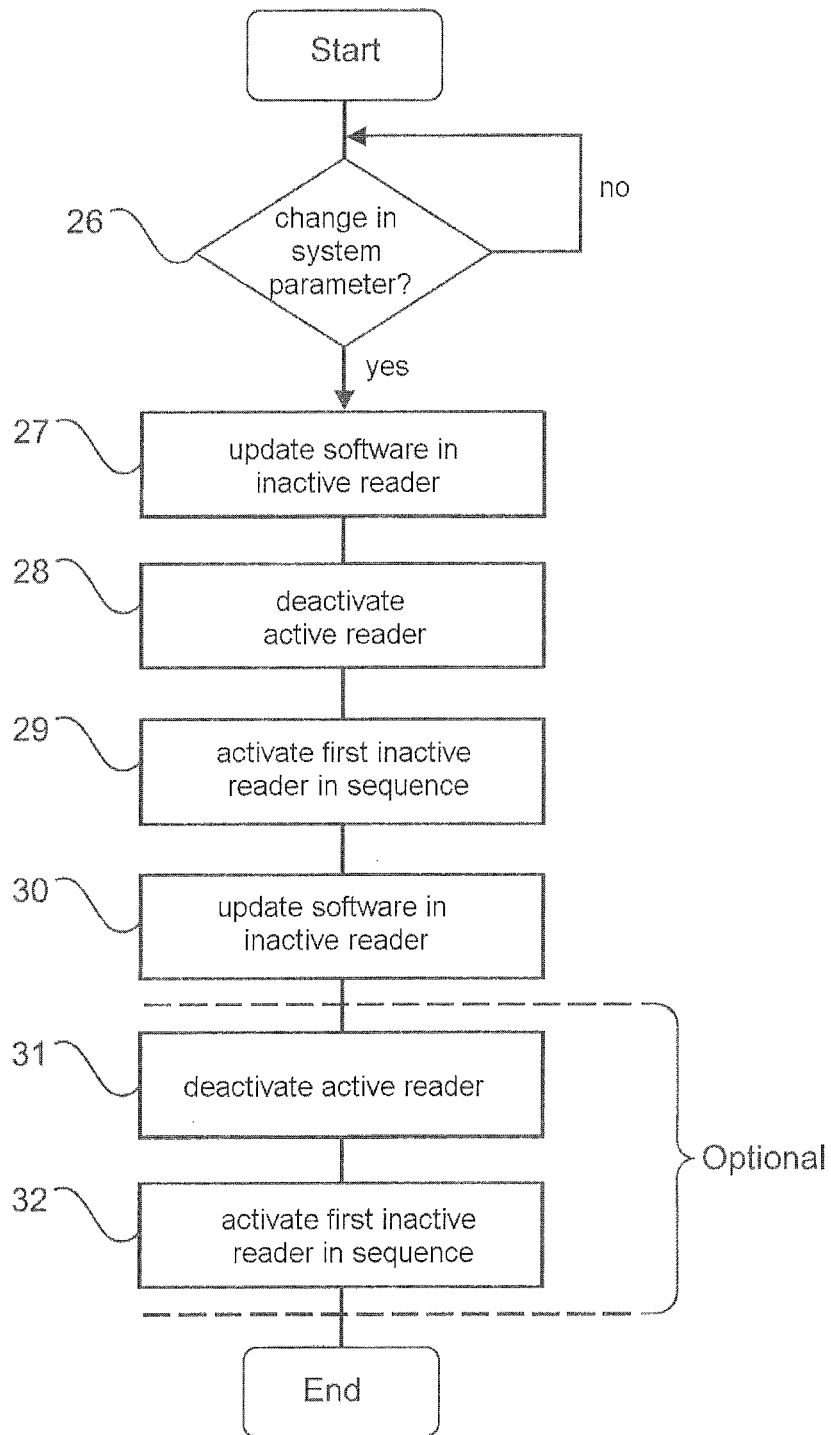 Start
no
26
change in
system
parameter?
yes
27
update software in
inactive reader
28
deactivate
active reader
29
activate first inactive
reader in sequence
30
update software in
inactive reader
31
deactivate active reader
Optional
32
activate first inactive
reader in sequence
End